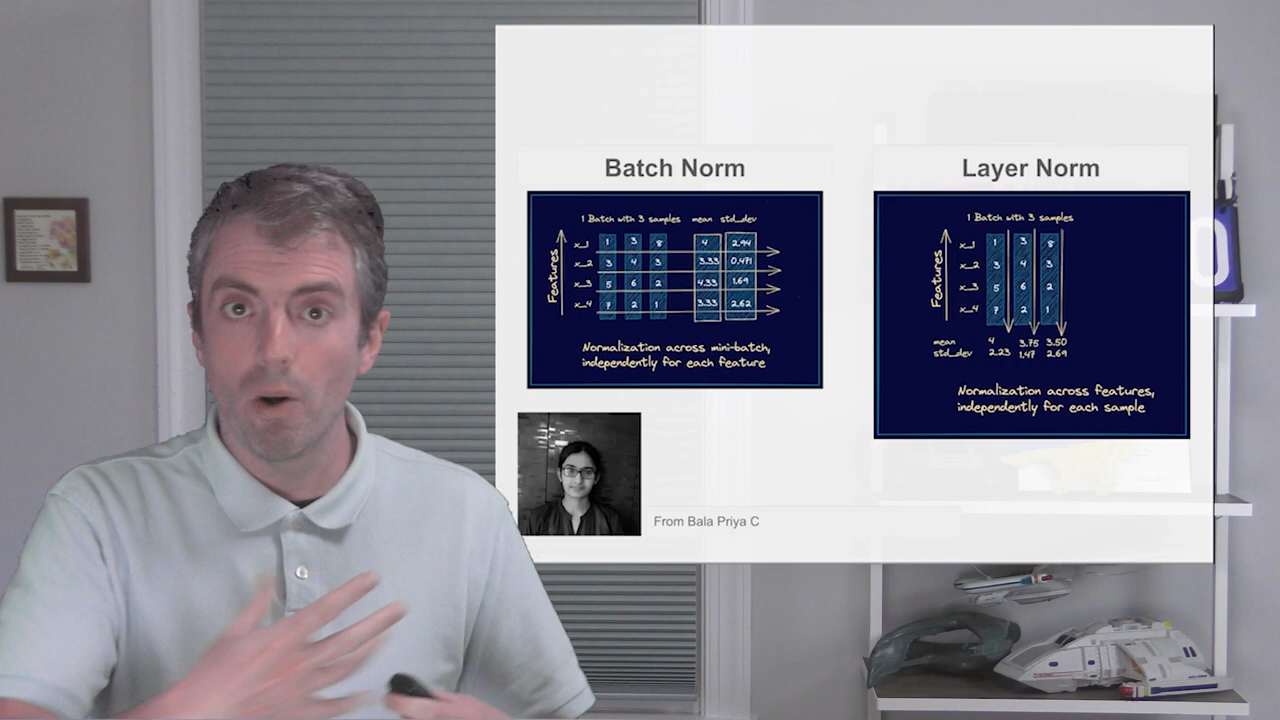 Batch Norm
1 Batch with 3 samples mean std_dev
Features
x_1 1 3 8 4 2.94
x_2 3 4 3 3.33 0.471
x_3 5 6 2 4.33 1.69
x_4 7 2 1 3.33 2.62
Normalization across mini-batch,
independently for each feature
From Bala Priya C
Layer Norm
1 Batch with 3 samples
Features
x_1 1 3 8
x_2 3 4 3
x_3 5 6 2
x_4 7 2 1
mean 4 3.75 3.50
std_dev 2.23 1.47 2.69
Normalization across features,
independently for each sample